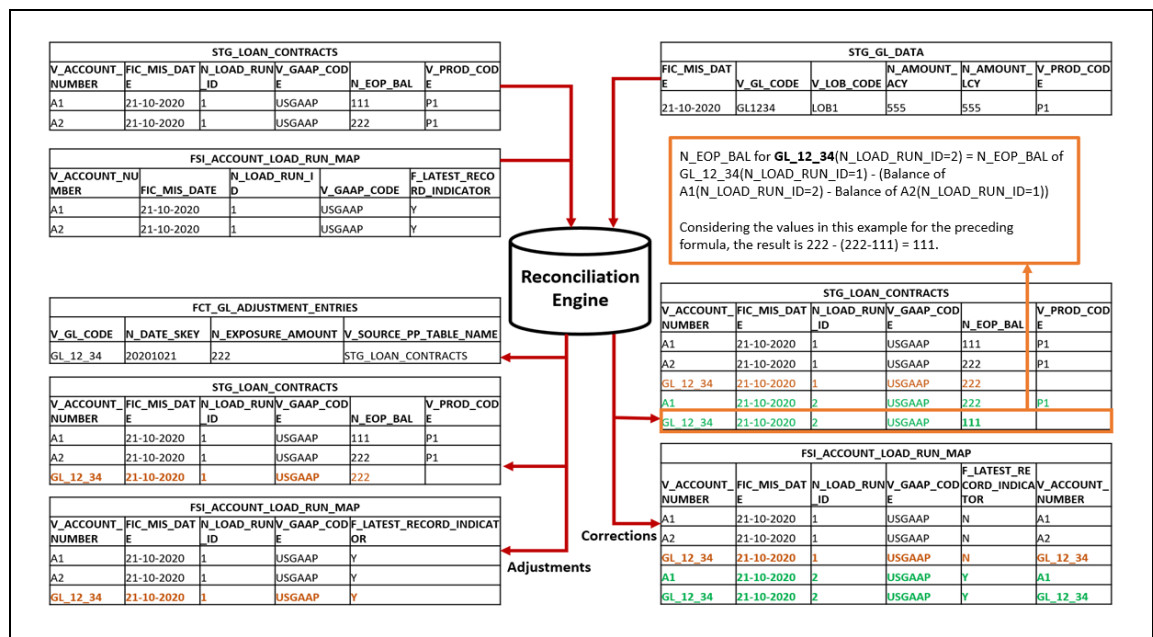 STG_LOAN_CONTRACTS
V_ACCOUNT_NUMBER FIC_MIS_DATE N_LOAD_RUN_ID V_GAAP_CODE N_EOP_BAL V_PROD_CODE
A1 21-10-2020 1 USGAAP 111 P1
A2 21-10-2020 1 USGAAP 222 P1
FSI_ACCOUNT_LOAD_RUN_MAP
V_ACCOUNT_NUMBER FIC_MIS_DATE N_LOAD_RUN_ID V_GAAP_CODE F_LATEST_RECORD_INDICATOR
A1 21-10-2020 1 USGAAP Y
A2 21-10-2020 1 USGAAP Y
STG_GL_DATA
FIC_MIS_DATE V_GL_CODE V_LOB_CODE N_AMOUNT_ACY N_AMOUNT_LCY V_PROD_CODE
21-10-2020 GL1234 LOB1 555 555 P1
N_EOP_BAL for GL_12_34(N_LOAD_RUN_ID=2) = N_EOP_BAL of
GL_12_34(N_LOAD_RUN_ID=1) - (Balance of
A1(N_LOAD_RUN_ID=2) - Balance of A2(N_LOAD_RUN_ID=1))
Considering the values in this example for the preceding
formula, the result is 222 - (222-111) = 111.
Reconciliation
Engine
FCT_GL_ADJUSTMENT_ENTRIES
V_GL_CODE N_DATE_SKEY N_EXPOSURE_AMOUNT V_SOURCE_PP_TABLE_NAME
GL_12_34 20201021 222 STG_LOAN_CONTRACTS
STG_LOAN_CONTRACTS
V_ACCOUNT_NUMBER FIC_MIS_DATE N_LOAD_RUN_ID V_GAAP_CODE N_EOP_BAL V_PROD_CODE
A1 21-10-2020 1 USGAAP 111 P1
A2 21-10-2020 1 USGAAP 222 P1
GL_12_34 21-10-2020 1 USGAAP 222
FSI_ACCOUNT_LOAD_RUN_MAP
V_ACCOUNT_NUMBER FIC_MIS_DATE N_LOAD_RUN_ID V_GAAP_CODE F_LATEST_RECORD_INDICATOR
A1 21-10-2020 1 USGAAP Y
A2 21-10-2020 1 USGAAP Y
GL_12_34 21-10-2020 1 USGAAP Y
Adjustments
STG_LOAN_CONTRACTS
V_ACCOUNT_NUMBER FIC_MIS_DATE N_LOAD_RUN_ID V_GAAP_CODE N_EOP_BAL V_PROD_CODE
A1 21-10-2020 1 USGAAP 111 P1
A2 21-10-2020 1 USGAAP 222 P1
GL_12_34 21-10-2020 1 USGAAP 222
A1 21-10-2020 2 USGAAP 222 P1
GL_12_34 21-10-2020 2 USGAAP 111
FSI_ACCOUNT_LOAD_RUN_MAP
V_ACCOUNT_NUMBER FIC_MIS_DATE N_LOAD_RUN_ID V_GAAP_CODE F_LATEST_RECORD_INDICATOR V_ACCOUNT_NUMBER
A1 21-10-2020 1 USGAAP N A1
A2 21-10-2020 1 USGAAP N A2
GL_12_34 21-10-2020 1 USGAAP N GL_12_34
A1 21-10-2020 2 USGAAP Y A1
GL_12_34 21-10-2020 2 USGAAP Y GL_12_34
Corrections